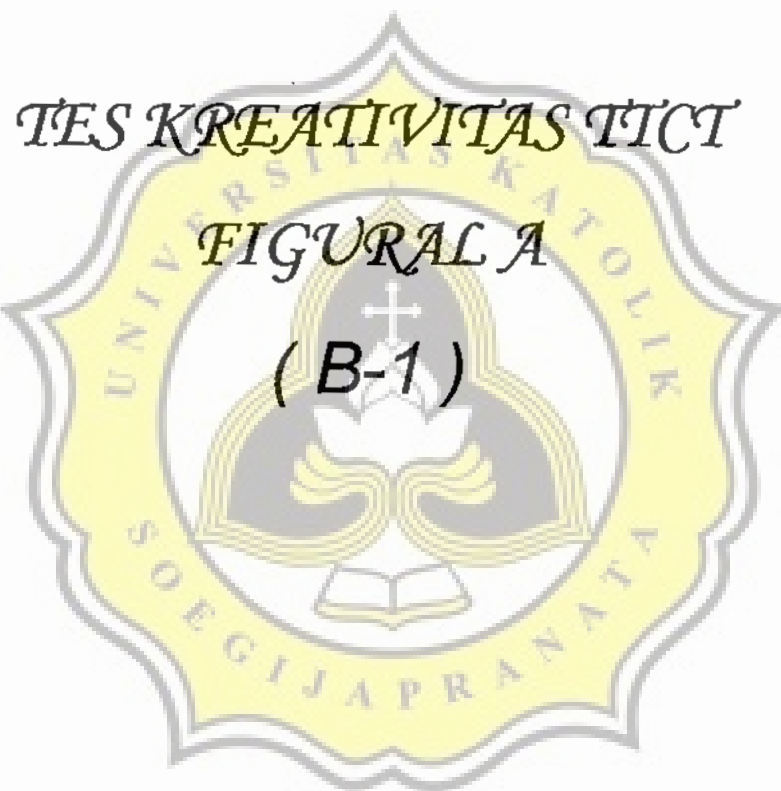 TES KREATIVITAS TTCT
FIGURAL A
( B-1 )
UNIVERSITAS KATOLIK
SOEGIJAPRANATA